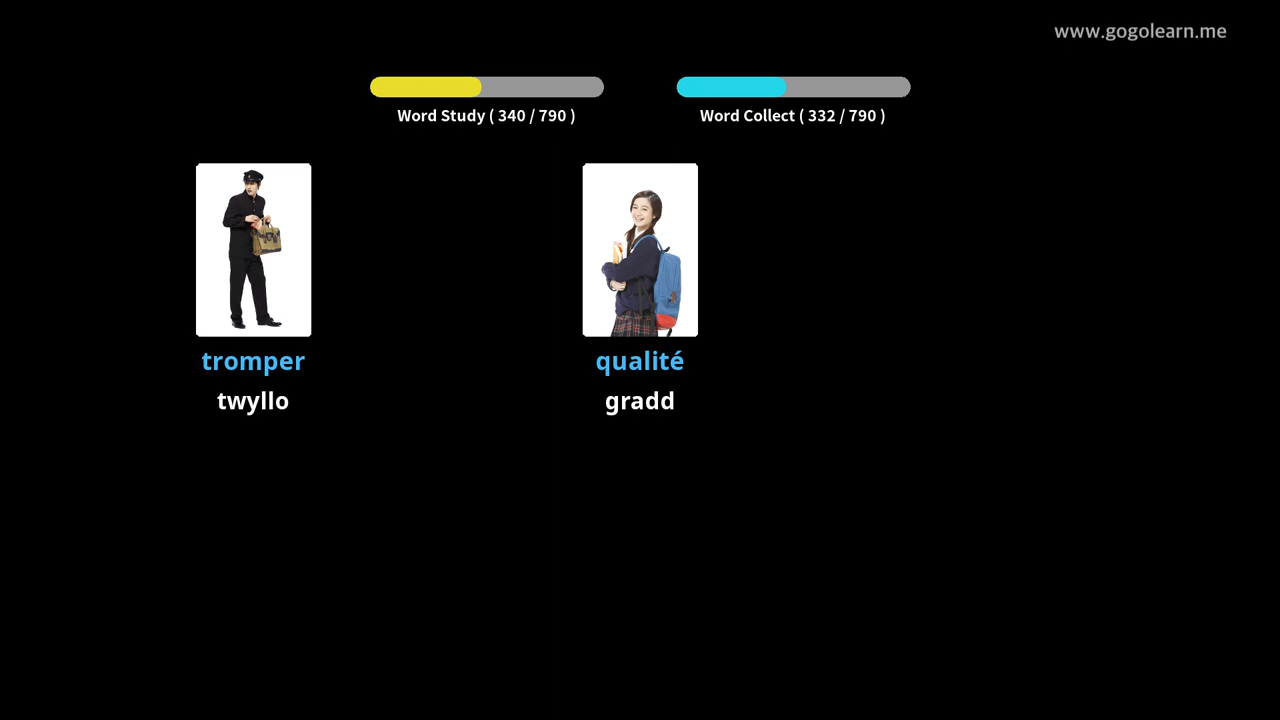 www.gogolearn.me
Word Study ( 340 / 790 )
Word Collect ( 332 / 790 )
tromper
twyllo
qualité
gradd